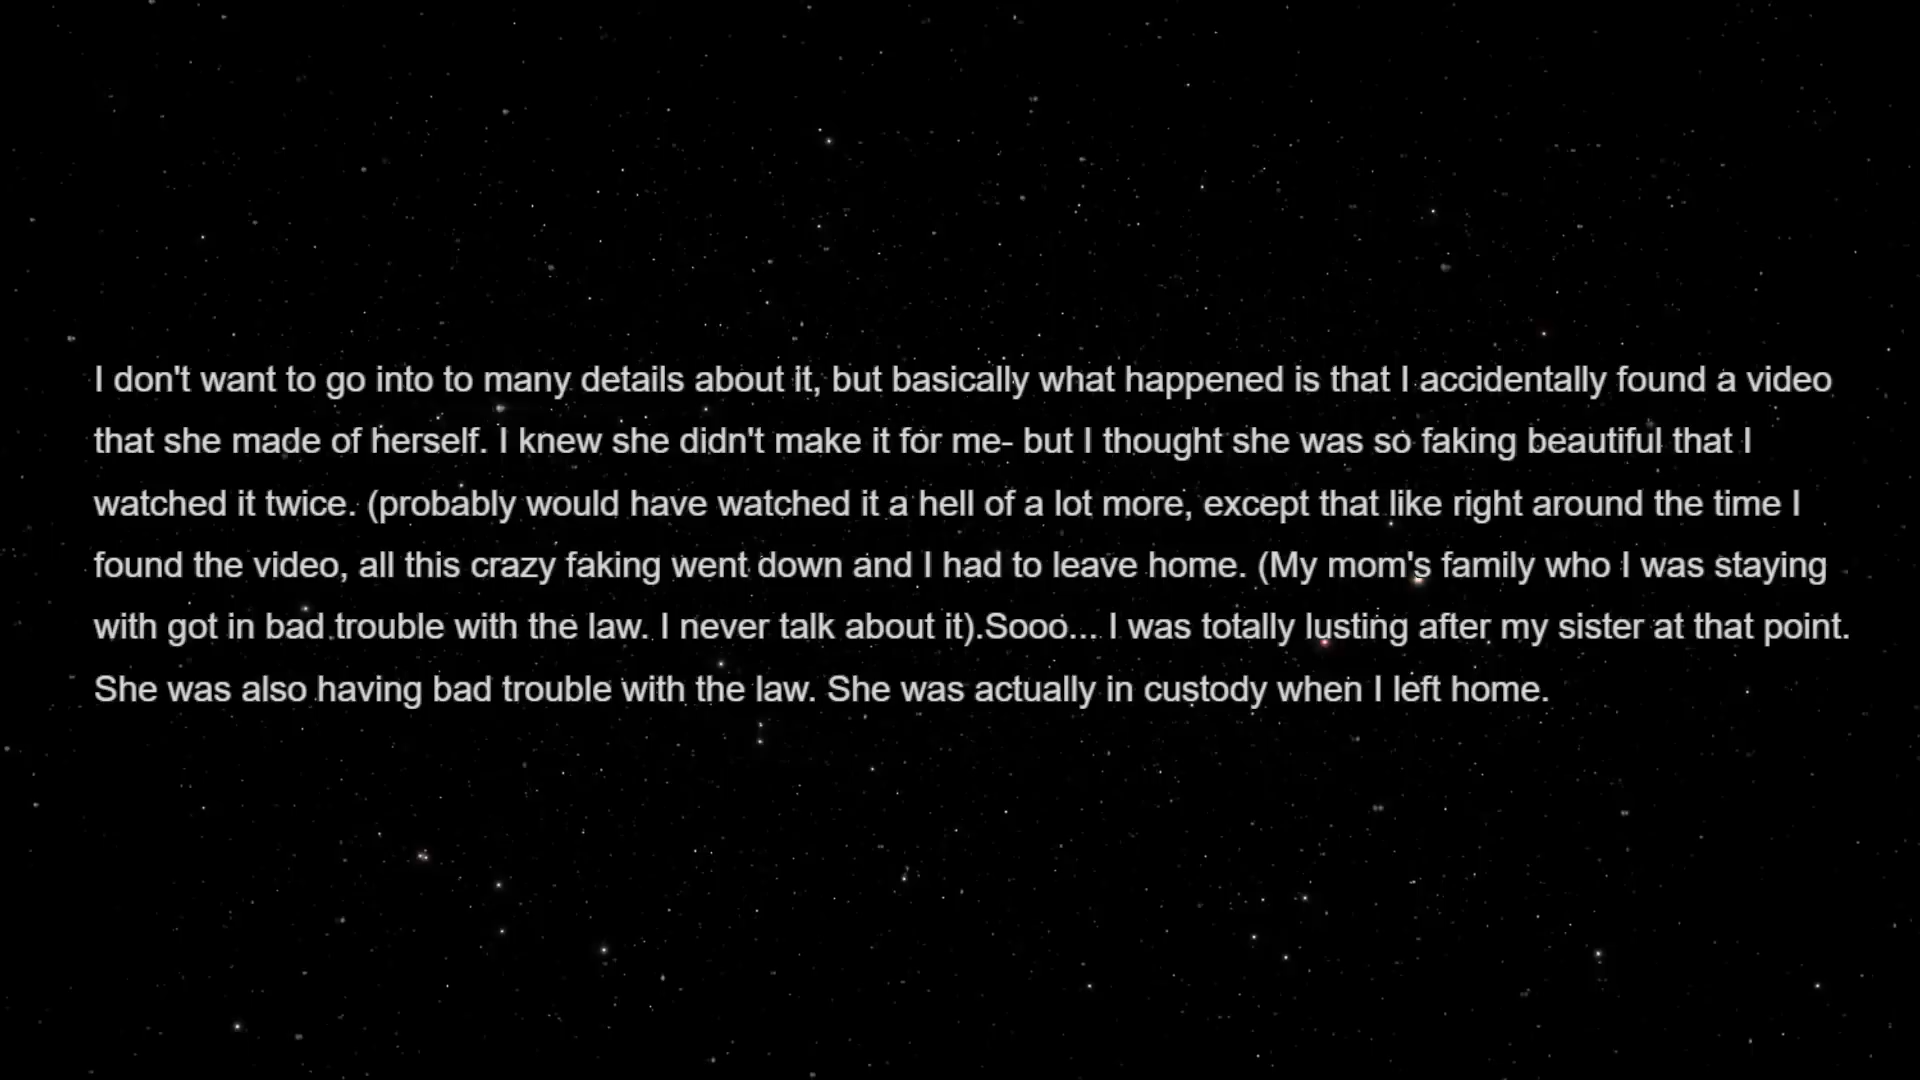 I don't want to go into to many details about it, but basically what happened is that I accidentally found a video
that she made of herself. I knew she didn't make it for me- but I thought she was so faking beautiful that I
watched it twice. (probably would have watched it a hell of a lot more, except that like right around the time I
found the video, all this crazy faking went down and I had to leave home. (My mom's family who I was staying
with got in bad trouble with the law. I never talk about it).Sooo... I was totally lusting after my sister at that point.
She was also having bad trouble with the law. She was actually in custody when I left home.